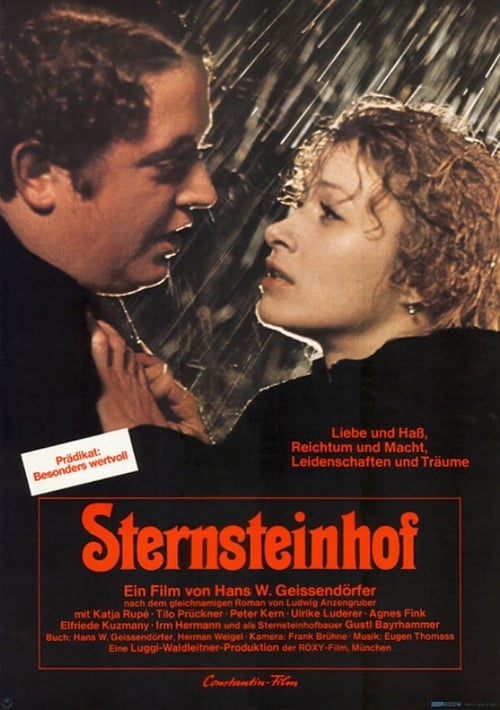 Liebe und Haß,
Reichtum und Macht,
Leidenschaften und Träume
Prädikat:
Besonders wertvoll
Sternsteinhof
Ein Film von Hans W. Geissendörfer
nach dem gleichnamigen Roman von Ludwig Anzengruber
mit Katja Rupé · Tilo Prückner · Peter Kern · Ulrike Luderer · Agnes Fink
Elfriede Kuzmany · Irm Hermann und als Sternsteinhofbauer Gustl Bayrhammer
Buch: Hans W. Geissendörfer, Herman Weigel · Kamera: Frank Brühne · Musik: Eugen Thomass
Eine Luggi-Waldleitner-Produktion der ROXY-Film, München
Constantin-Film